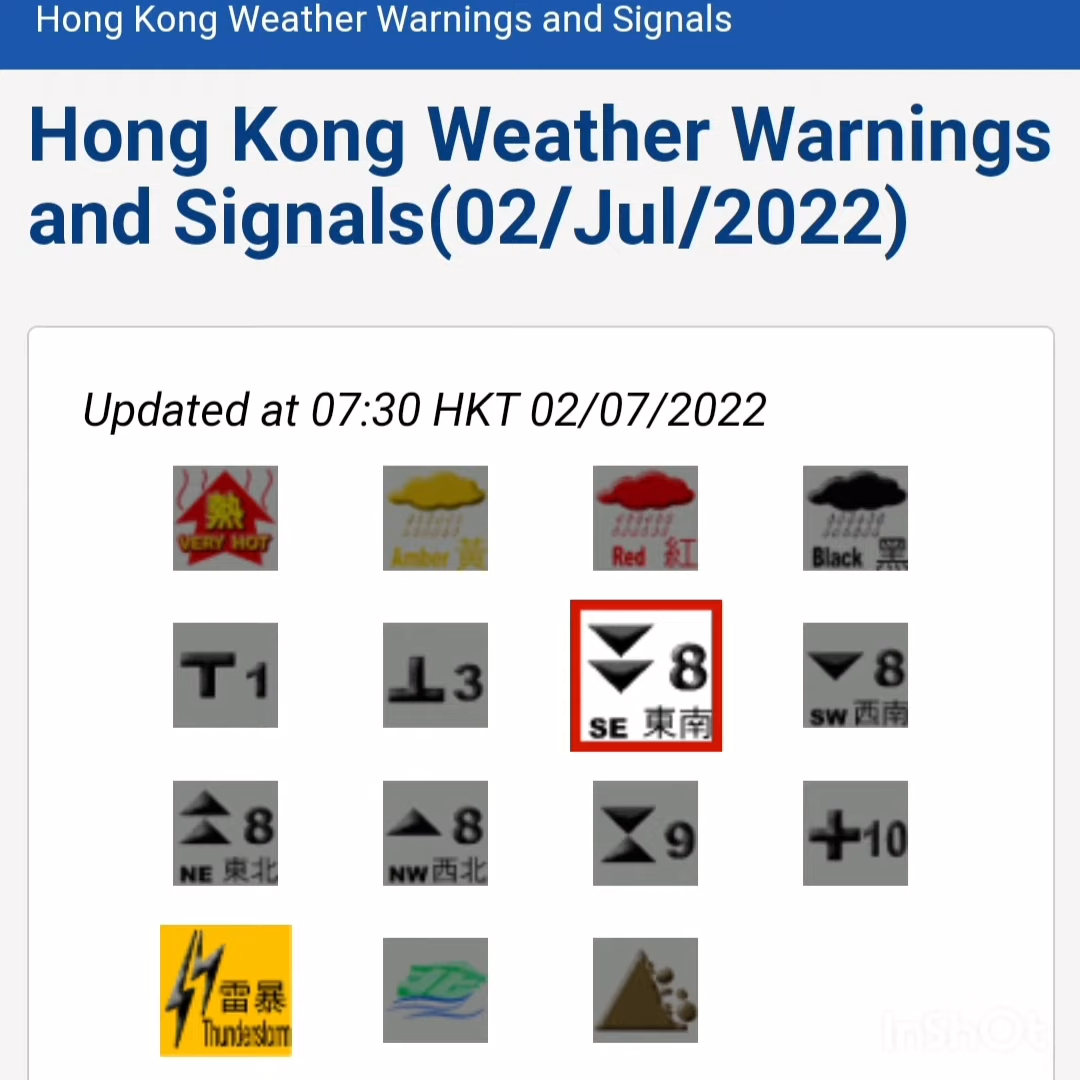 Hong Kong Weather Warnings and Signals
Hong Kong Weather Warnings
and Signals(02/Jul/2022)
Updated at 07:30 HKT 02/07/2022
熱
VERY HOT
Amber 黃
Red 紅
Black 黑
T 1
⊥ 3
8
SE 東南
8
SW 西南
8
NE 東北
8
NW 西北
9
+10
雷暴
Thunderstorm
InShOt